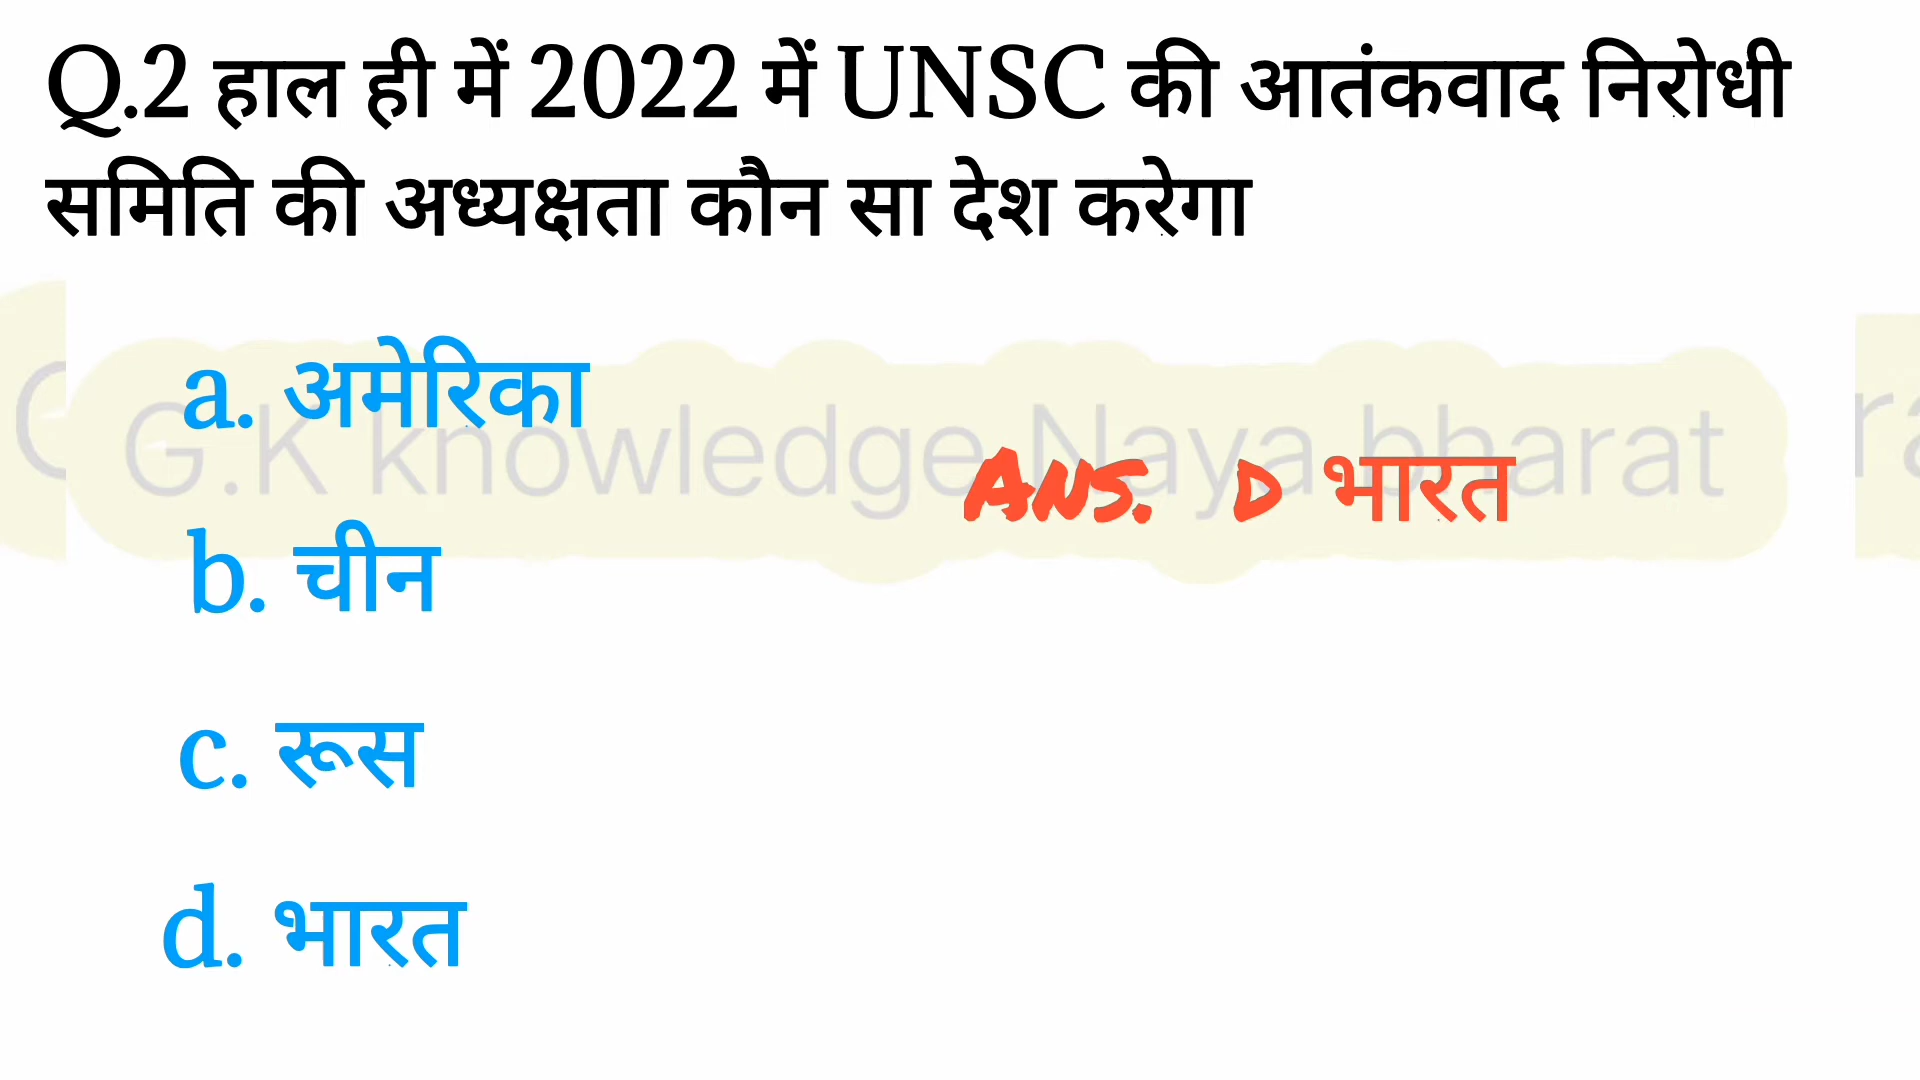 Q.2 हाल ही में 2022 में UNSC की आतंकवाद निरोधी
समिति की अध्यक्षता कौन सा देश करेगा
a. अमेरिका
G.K knowledge Naya bharat
ANS. D भारत
b. चीन
c. रूस
d. भारत